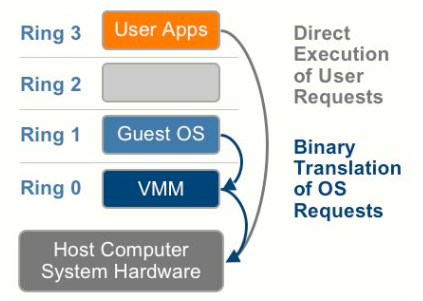 Ring 3
User Apps
Ring 2
Ring 1
Guest OS
Ring 0
VMM
Host Computer
System Hardware
Direct
Execution
of User
Requests
Binary
Translation
of OS
Requests